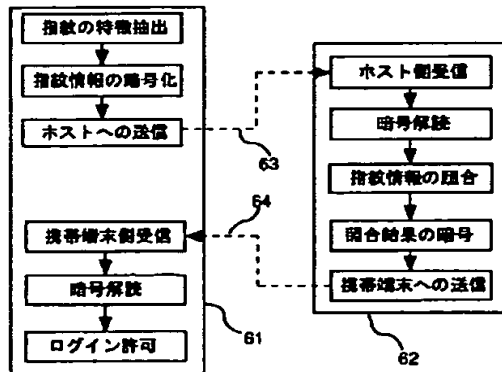 指紋の特徴抽出
指紋情報の暗号化
ホストへの送信
63
64
携帯端末側受信
暗号解読
ログイン許可
61
ホスト側受信
暗号解読
指紋情報の照合
照合結果の暗号
携帯端末への送信
62